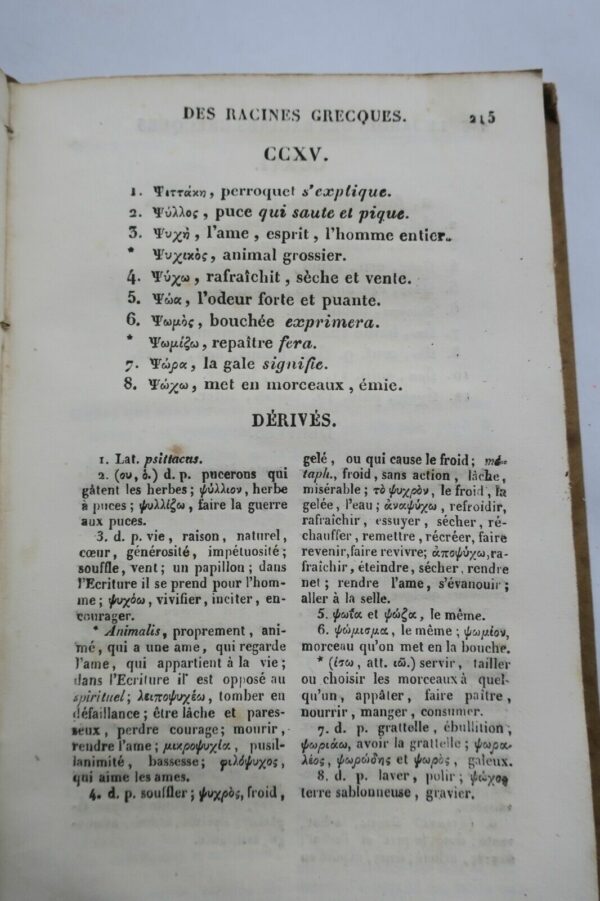 DES RACINES GRECQUES. 215
CCXV.
1. Ψιττάκη, perroquet s'explique.
2. Ψύλλος, puce qui saute et pique.
3. Ψυχὴ, l'ame, esprit, l'homme entier.
* Ψυχικὸς, animal grossier.
4. Ψύχω, rafraîchit, sèche et vente.
5. Ψώα, l'odeur forte et puante.
6. Ψωμὸς, bouchée exprimera.
* Ψωμίζω, repaître fera.
7. Ψώρα, la gale signifie.
8. Ψώχω, met en morceaux, émie.
DÉRIVÉS.
1. Lat. psittacus.
2. (ου, ὁ.) d. p. pucerons qui
gâtent les herbes; ψύλλιον, herbe
à puces; ψυλλίζω, faire la guerre
aux puces.
3. d. p. vie, raison, naturel,
cœur, générosité, impétuosité;
souffle, vent; un papillon; dans
l'Ecriture il se prend pour l'hom-
me; ψυχόω, vivifier, inciter, en-
courager.
* Animalis, proprement, ani-
mé, qui a une ame, qui regarde
l'ame, qui appartient à la vie;
dans l'Ecriture il est opposé au
spirituel; λειποψυχέω, tomber en
défaillance; être lâche et pares-
seux, perdre courage; mourir,
rendre l'ame; μικροψυχία, pusil-
lanimité, bassesse; φιλόψυχος,
qui aime les ames.
4. d. p. souffler; ψυχρὸς, froid,
gelé, ou qui cause le froid; mé-
taph., froid, sans action, lâche,
misérable; τὸ ψυχρὸν, le froid, la
gelée, l'eau; ἀναψύχω, refroidir,
rafraîchir, essuyer, sécher, ré-
chauffer, remettre, récréer, faire
revenir, faire revivre; ἀποψύχω, ra-
fraîchir, éteindre, sécher, rendre
net; rendre l'ame, s'évanouir;
aller à la selle.
5. ψωΐα et ψώζα, le même.
6. ψώμισμα, le même; ψωμίον,
morceau qu'on met en la bouche.
* (ίσω, att. ιῶ.) servir, tailler
ou choisir les morceaux à quel-
qu'un, appâter, faire paître,
nourrir, manger, consumer.
7. d. p. grattelle, ébullition;
ψωριάω, avoir la grattelle; ψωρα-
λέος, ψωρώδης et ψωρὸς, galeux.
8. d. p. laver, polir; ψῶχος
terre sablonneuse, gravier.